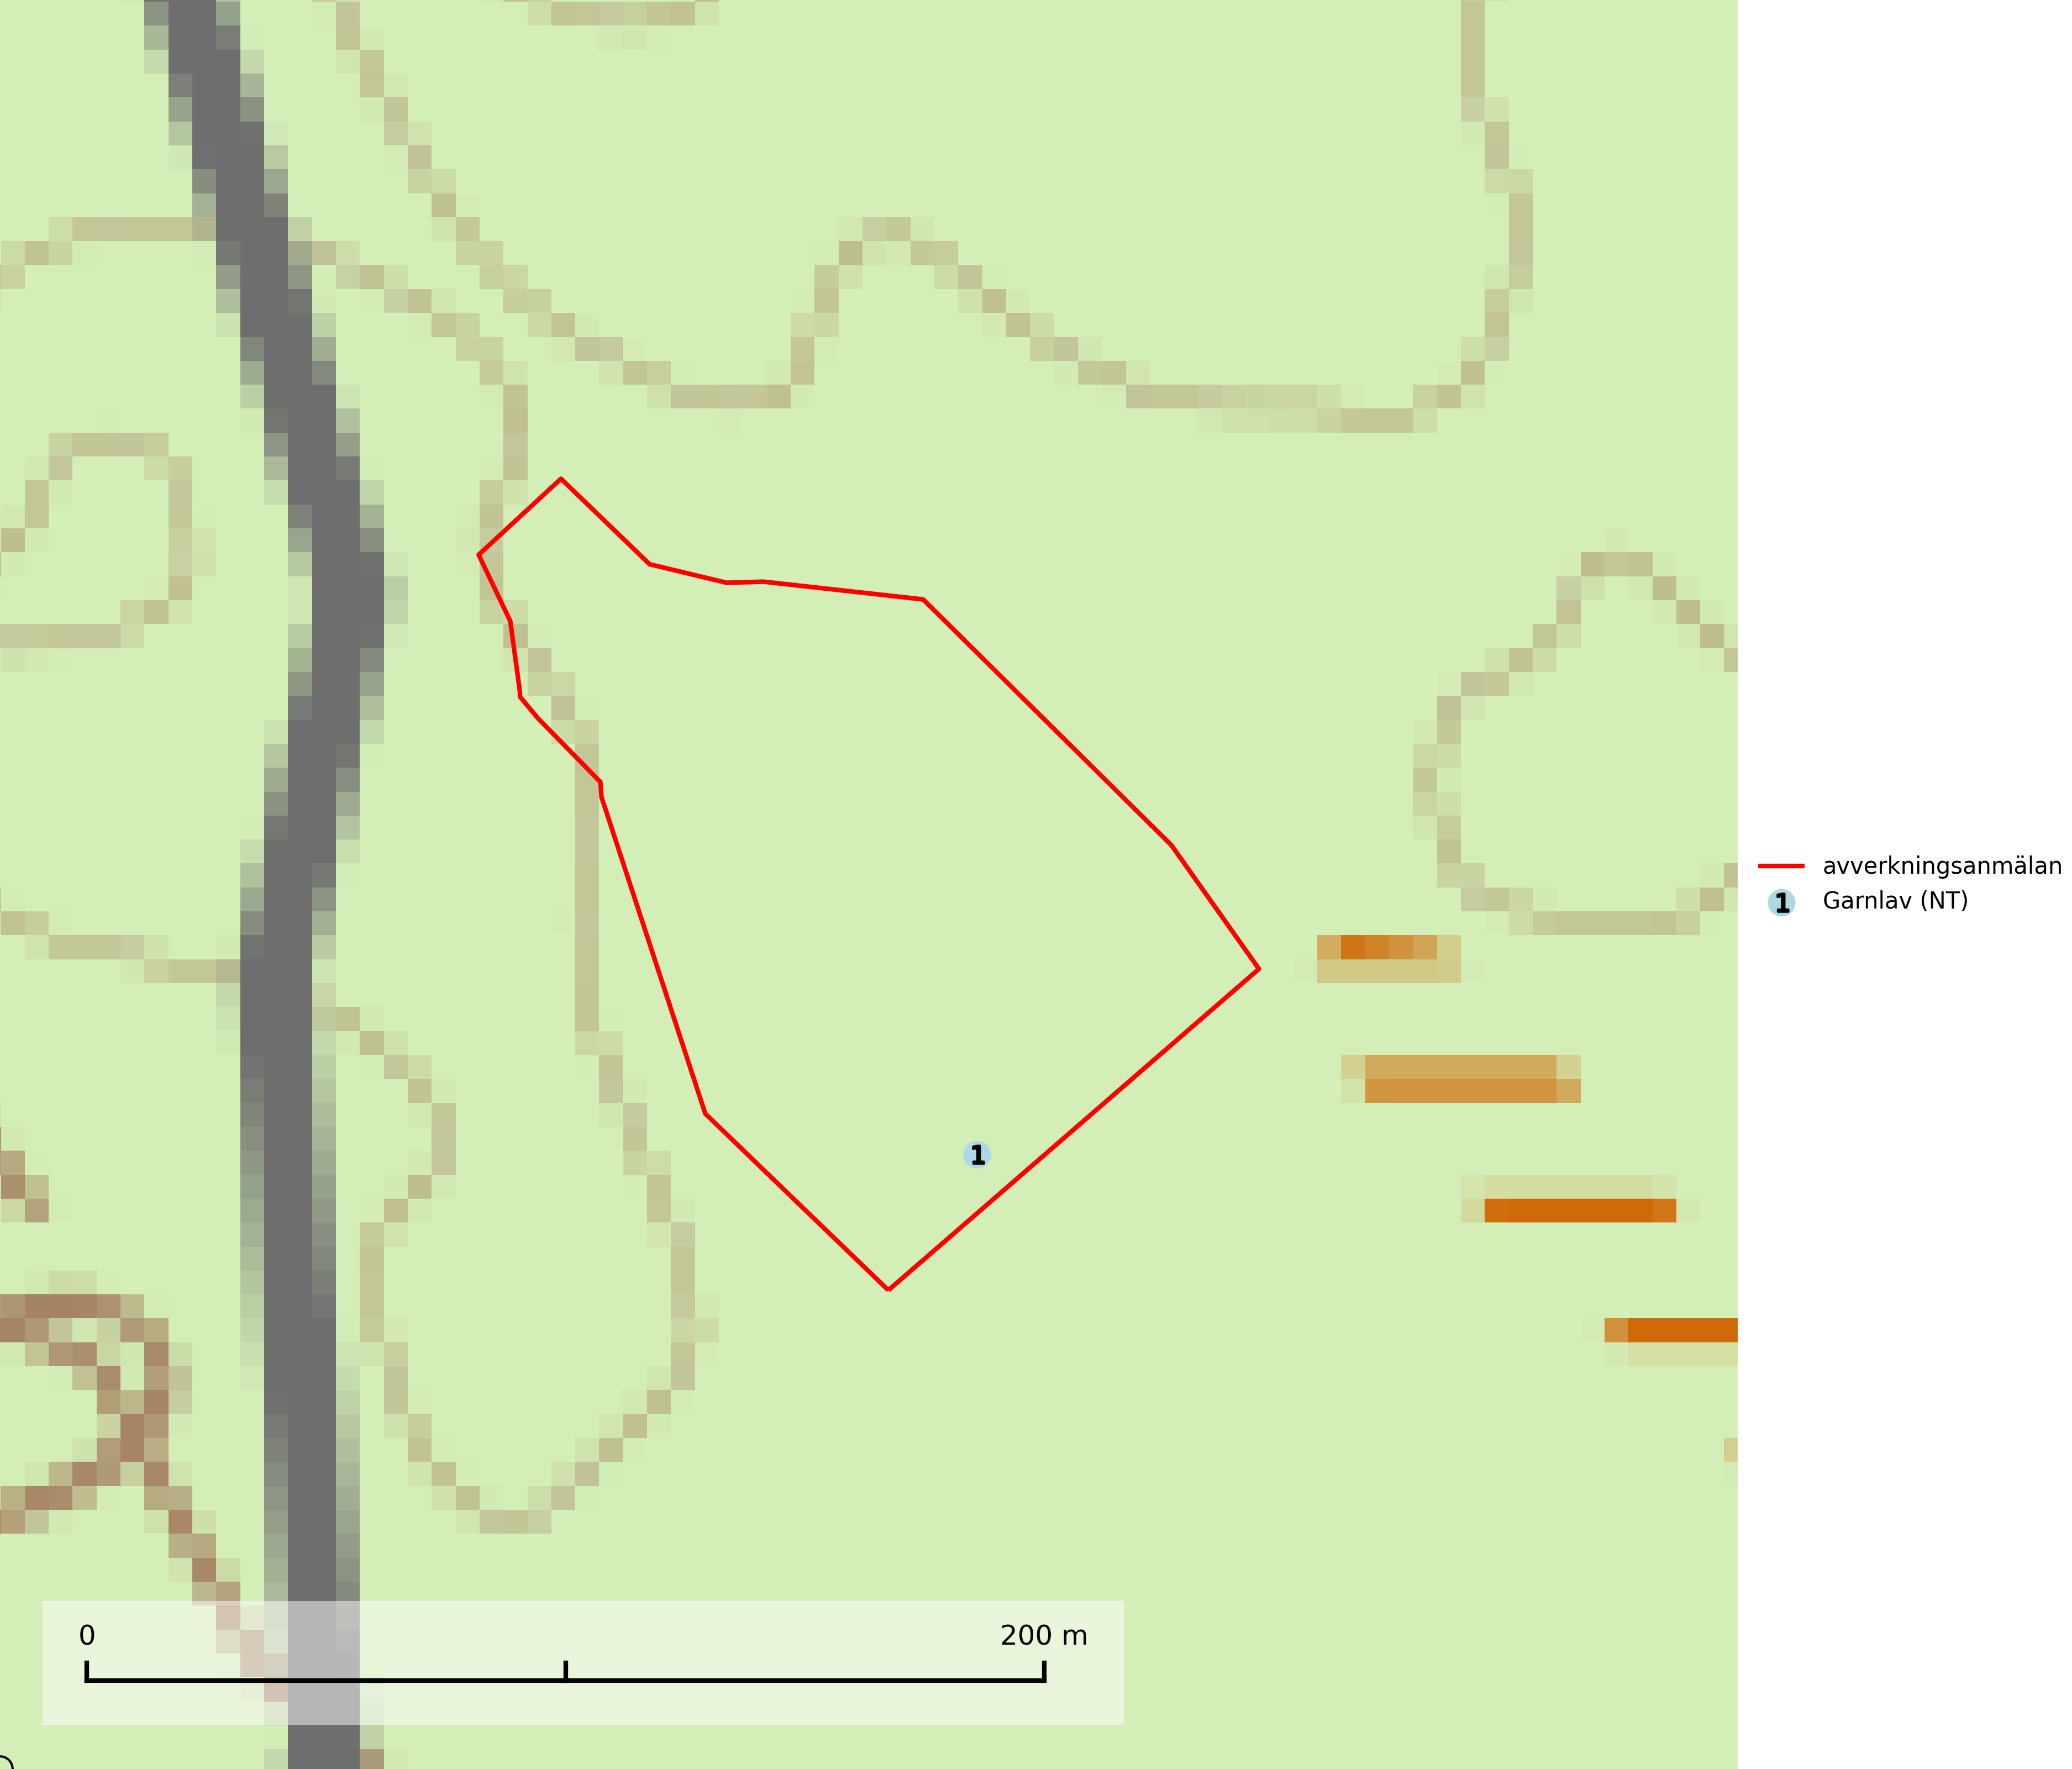 avverkningsanmälan
1 Garnlav (NT)
1
0 200 m